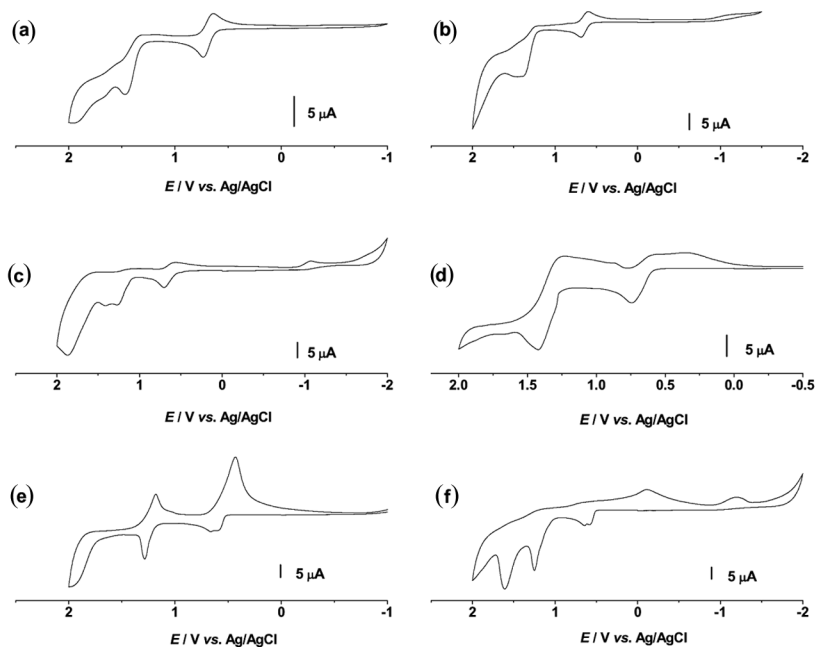 (a)
5 μA
2 1 0 -1
E / V vs. Ag/AgCl
(b)
5 μA
2 1 0 -1 -2
E / V vs. Ag/AgCl
(c)
5 μA
2 1 0 -1 -2
E / V vs. Ag/AgCl
(d)
5 μA
2.0 1.5 1.0 0.5 0.0 -0.5
E / V vs. Ag/AgCl
(e)
5 μA
2 1 0 -1
E / V vs. Ag/AgCl
(f)
5 μA
2 1 0 -1 -2
E / V vs. Ag/AgCl